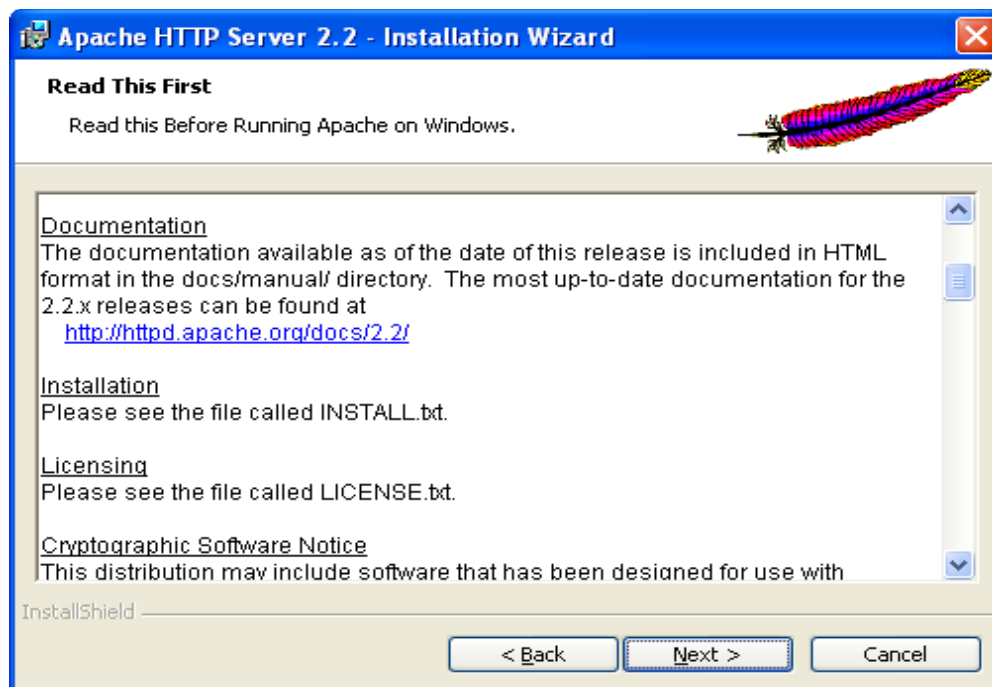 Apache HTTP Server 2.2 - Installation Wizard
Read This First
Read this Before Running Apache on Windows.
Documentation
The documentation available as of the date of this release is included in HTML
format in the docs/manual/ directory.  The most up-to-date documentation for the
2.2.x releases can be found at
http://httpd.apache.org/docs/2.2/
Installation
Please see the file called INSTALL.txt.
Licensing
Please see the file called LICENSE.txt.
Cryptographic Software Notice
This distribution may include software that has been designed for use with
InstallShield
< Back
Next >
Cancel